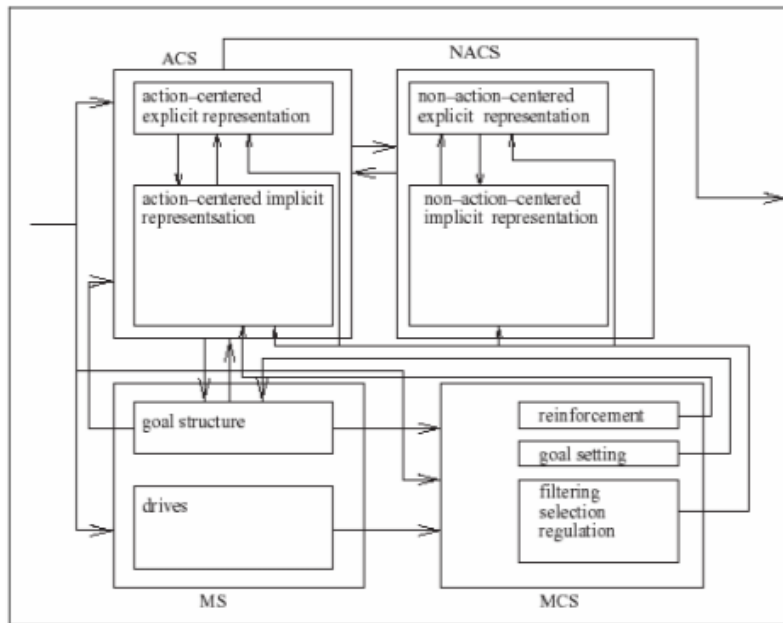 ACS
NACS
action–centered
explicit representation
non–action–centered
explicit representation
action–centered implicit
representsation
non–action–centered
implicit representation
goal structure
drives
reinforcement
goal setting
filtering
selection
regulation
MS
MCS